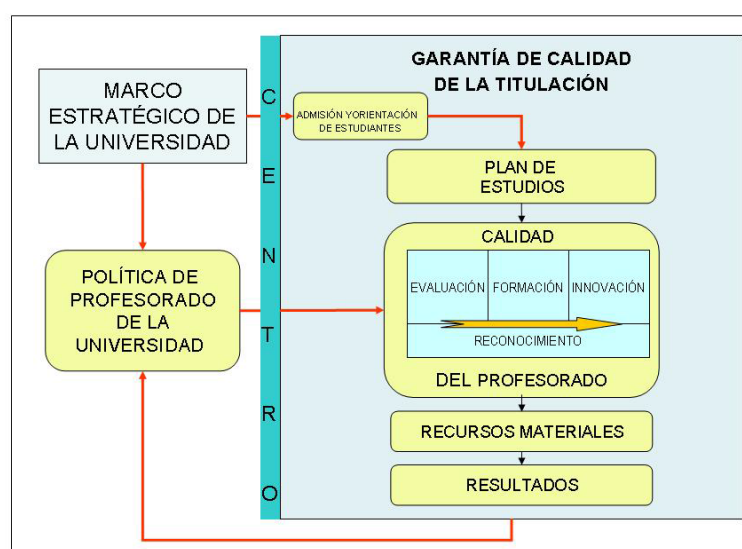 GARANTÍA DE CALIDAD
DE LA TITULACIÓN
MARCO
ESTRATÉGICO DE
LA UNIVERSIDAD
C
E
N
T
R
O
ADMISIÓN YORIENTACIÓN
DE ESTUDIANTES
PLAN DE
ESTUDIOS
POLÍTICA DE
PROFESORADO
DE LA
UNIVERSIDAD
CALIDAD
EVALUACIÓN FORMACIÓN INNOVACIÓN
RECONOCIMIENTO
DEL PROFESORADO
RECURSOS MATERIALES
RESULTADOS